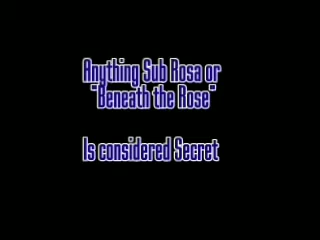 Anything Sub Rosa or
"Beneath the Rose"
Is considered Secret